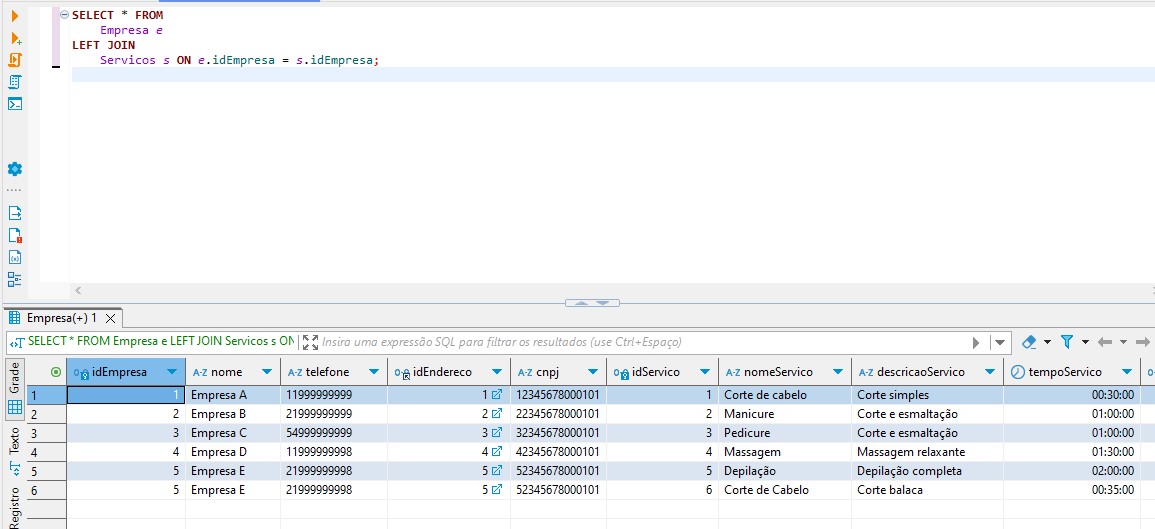 SELECT * FROM
Empresa e
LEFT JOIN
Servicos s ON e.idEmpresa = s.idEmpresa;
Empresa(+) 1
SELECT * FROM Empresa e LEFT JOIN Servicos s ON
Insira uma expressão SQL para filtrar os resultados (use Ctrl+Espaço)
Grade
Texto
Registro
idEmpresa A-Z nome A-Z telefone idEndereco A-Z cnpj idServico A-Z nomeServico A-Z descricaoServico tempoServico
1 1 Empresa A 11999999999 1 12345678000101 1 Corte de cabelo Corte simples 00:30:00
2 2 Empresa B 21999999999 2 22345678000101 2 Manicure Corte e esmaltação 01:00:00
3 3 Empresa C 54999999999 3 32345678000101 3 Pedicure Corte e esmaltação 01:00:00
4 4 Empresa D 11999999998 4 42345678000101 4 Massagem Massagem relaxante 01:30:00
5 5 Empresa E 21999999998 5 52345678000101 5 Depilação Depilação completa 02:00:00
6 5 Empresa E 21999999998 5 52345678000101 6 Corte de Cabelo Corte balaca 00:35:00